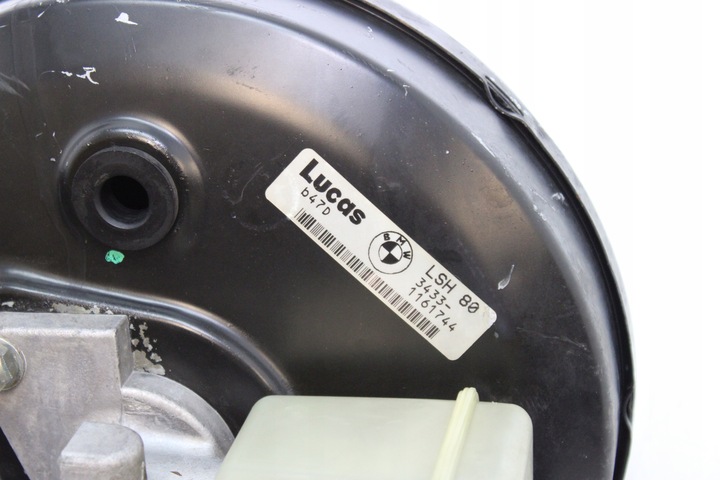 Lucas
b47D
BMW
LSH 80
3433-
1161744